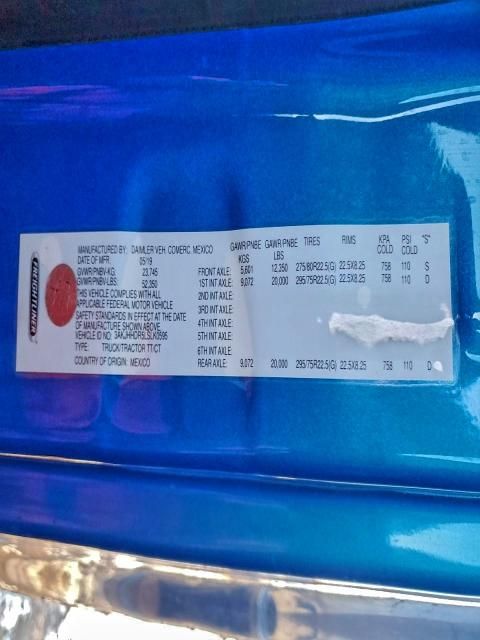 FREIGHTLINER
MANUFACTURED BY: DAIMLER VEH. COMERC. MEXICO
DATE OF MFR: 05/19
GVWR/PNBV-KG. 23,745
GVWR/PNBV-LBS. 52,350
THIS VEHICLE COMPLIES WITH ALL
APPLICABLE FEDERAL MOTOR VEHICLE
SAFETY STANDARDS IN EFFECT AT THE DATE
OF MANUFACTURE SHOWN ABOVE.
VEHICLE ID NO.: 3AKJHHDR5LSLK0595
TYPE: TRUCK/TRACTOR TT/CT
COUNTRY OF ORIGIN: MEXICO
GAWR/PNBE GAWR/PNBE TIRES RIMS KPA PSI "S"
KGS LBS COLD COLD
FRONT AXLE: 5,601 12,350 275/80R22.5(G) 22.5X8.25 758 110 S
1ST INT AXLE: 9,072 20,000 295/75R22.5(G) 22.5X8.25 758 110 D
2ND INT AXLE:
3RD INT AXLE:
4TH INT AXLE:
5TH INT AXLE:
6TH INT AXLE:
REAR AXLE: 9,072 20,000 295/75R22.5(G) 22.5X8.25 758 110 D